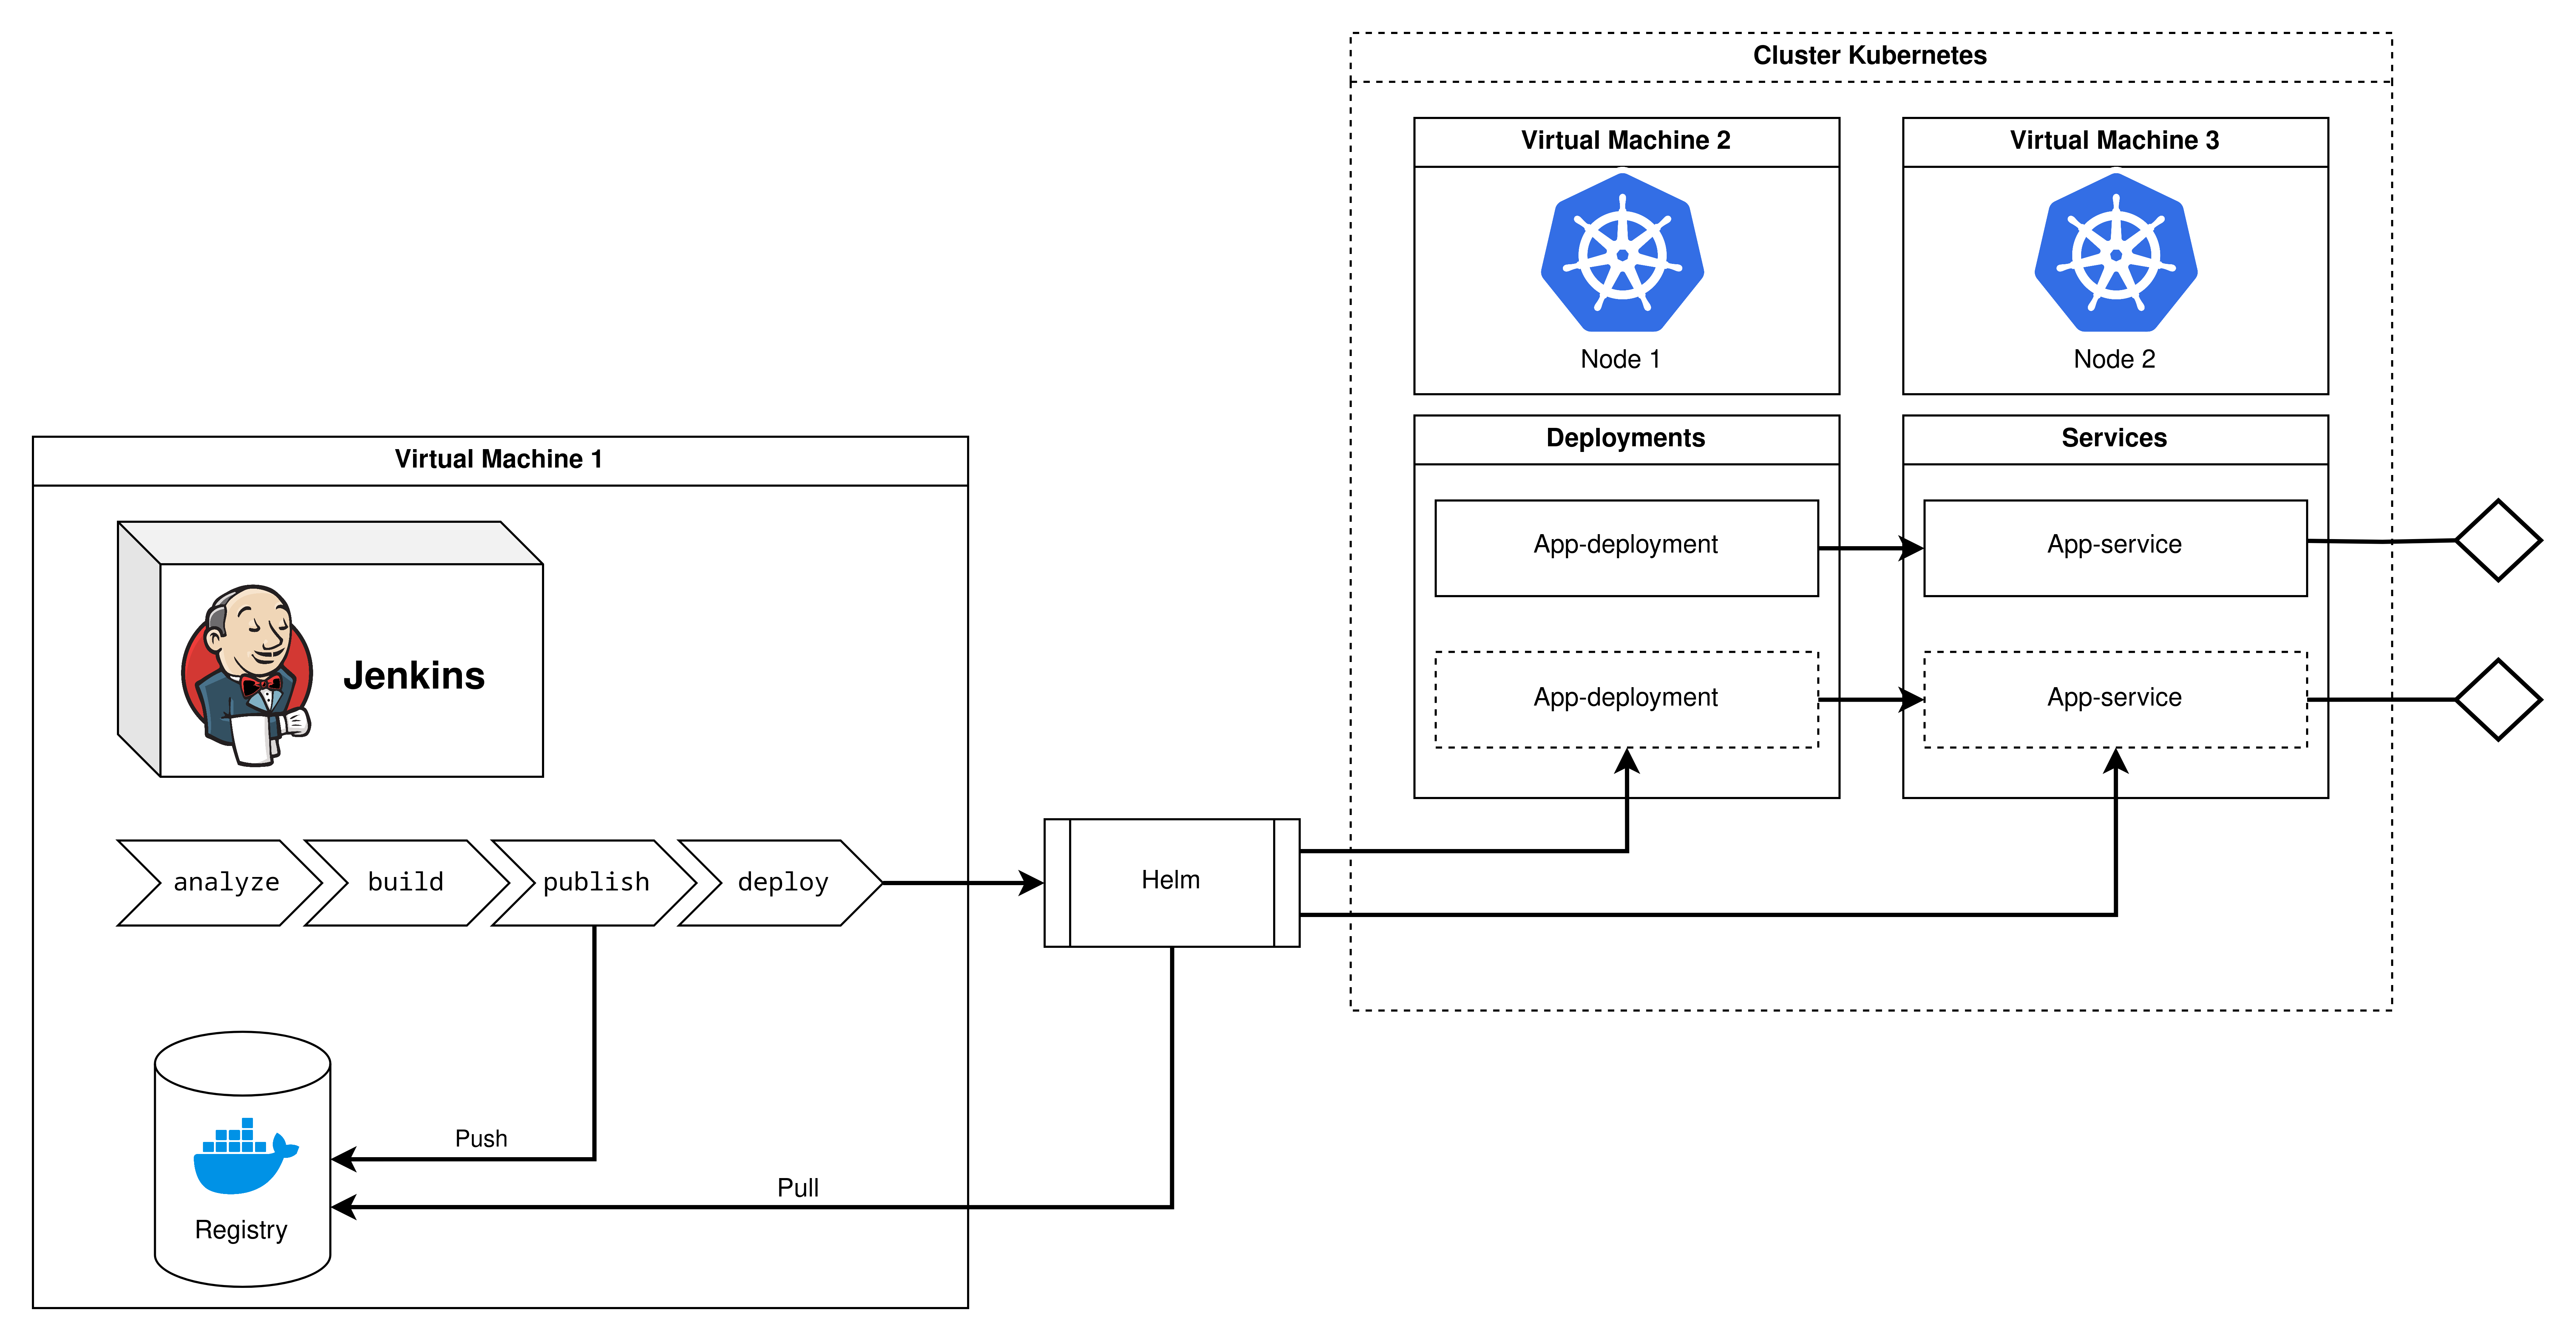 Cluster Kubernetes
Virtual Machine 2
Virtual Machine 3
Node 1
Node 2
Deployments
Services
App-deployment
App-service
App-deployment
App-service
Virtual Machine 1
Jenkins
analyze
build
publish
deploy
Helm
Push
Pull
Registry